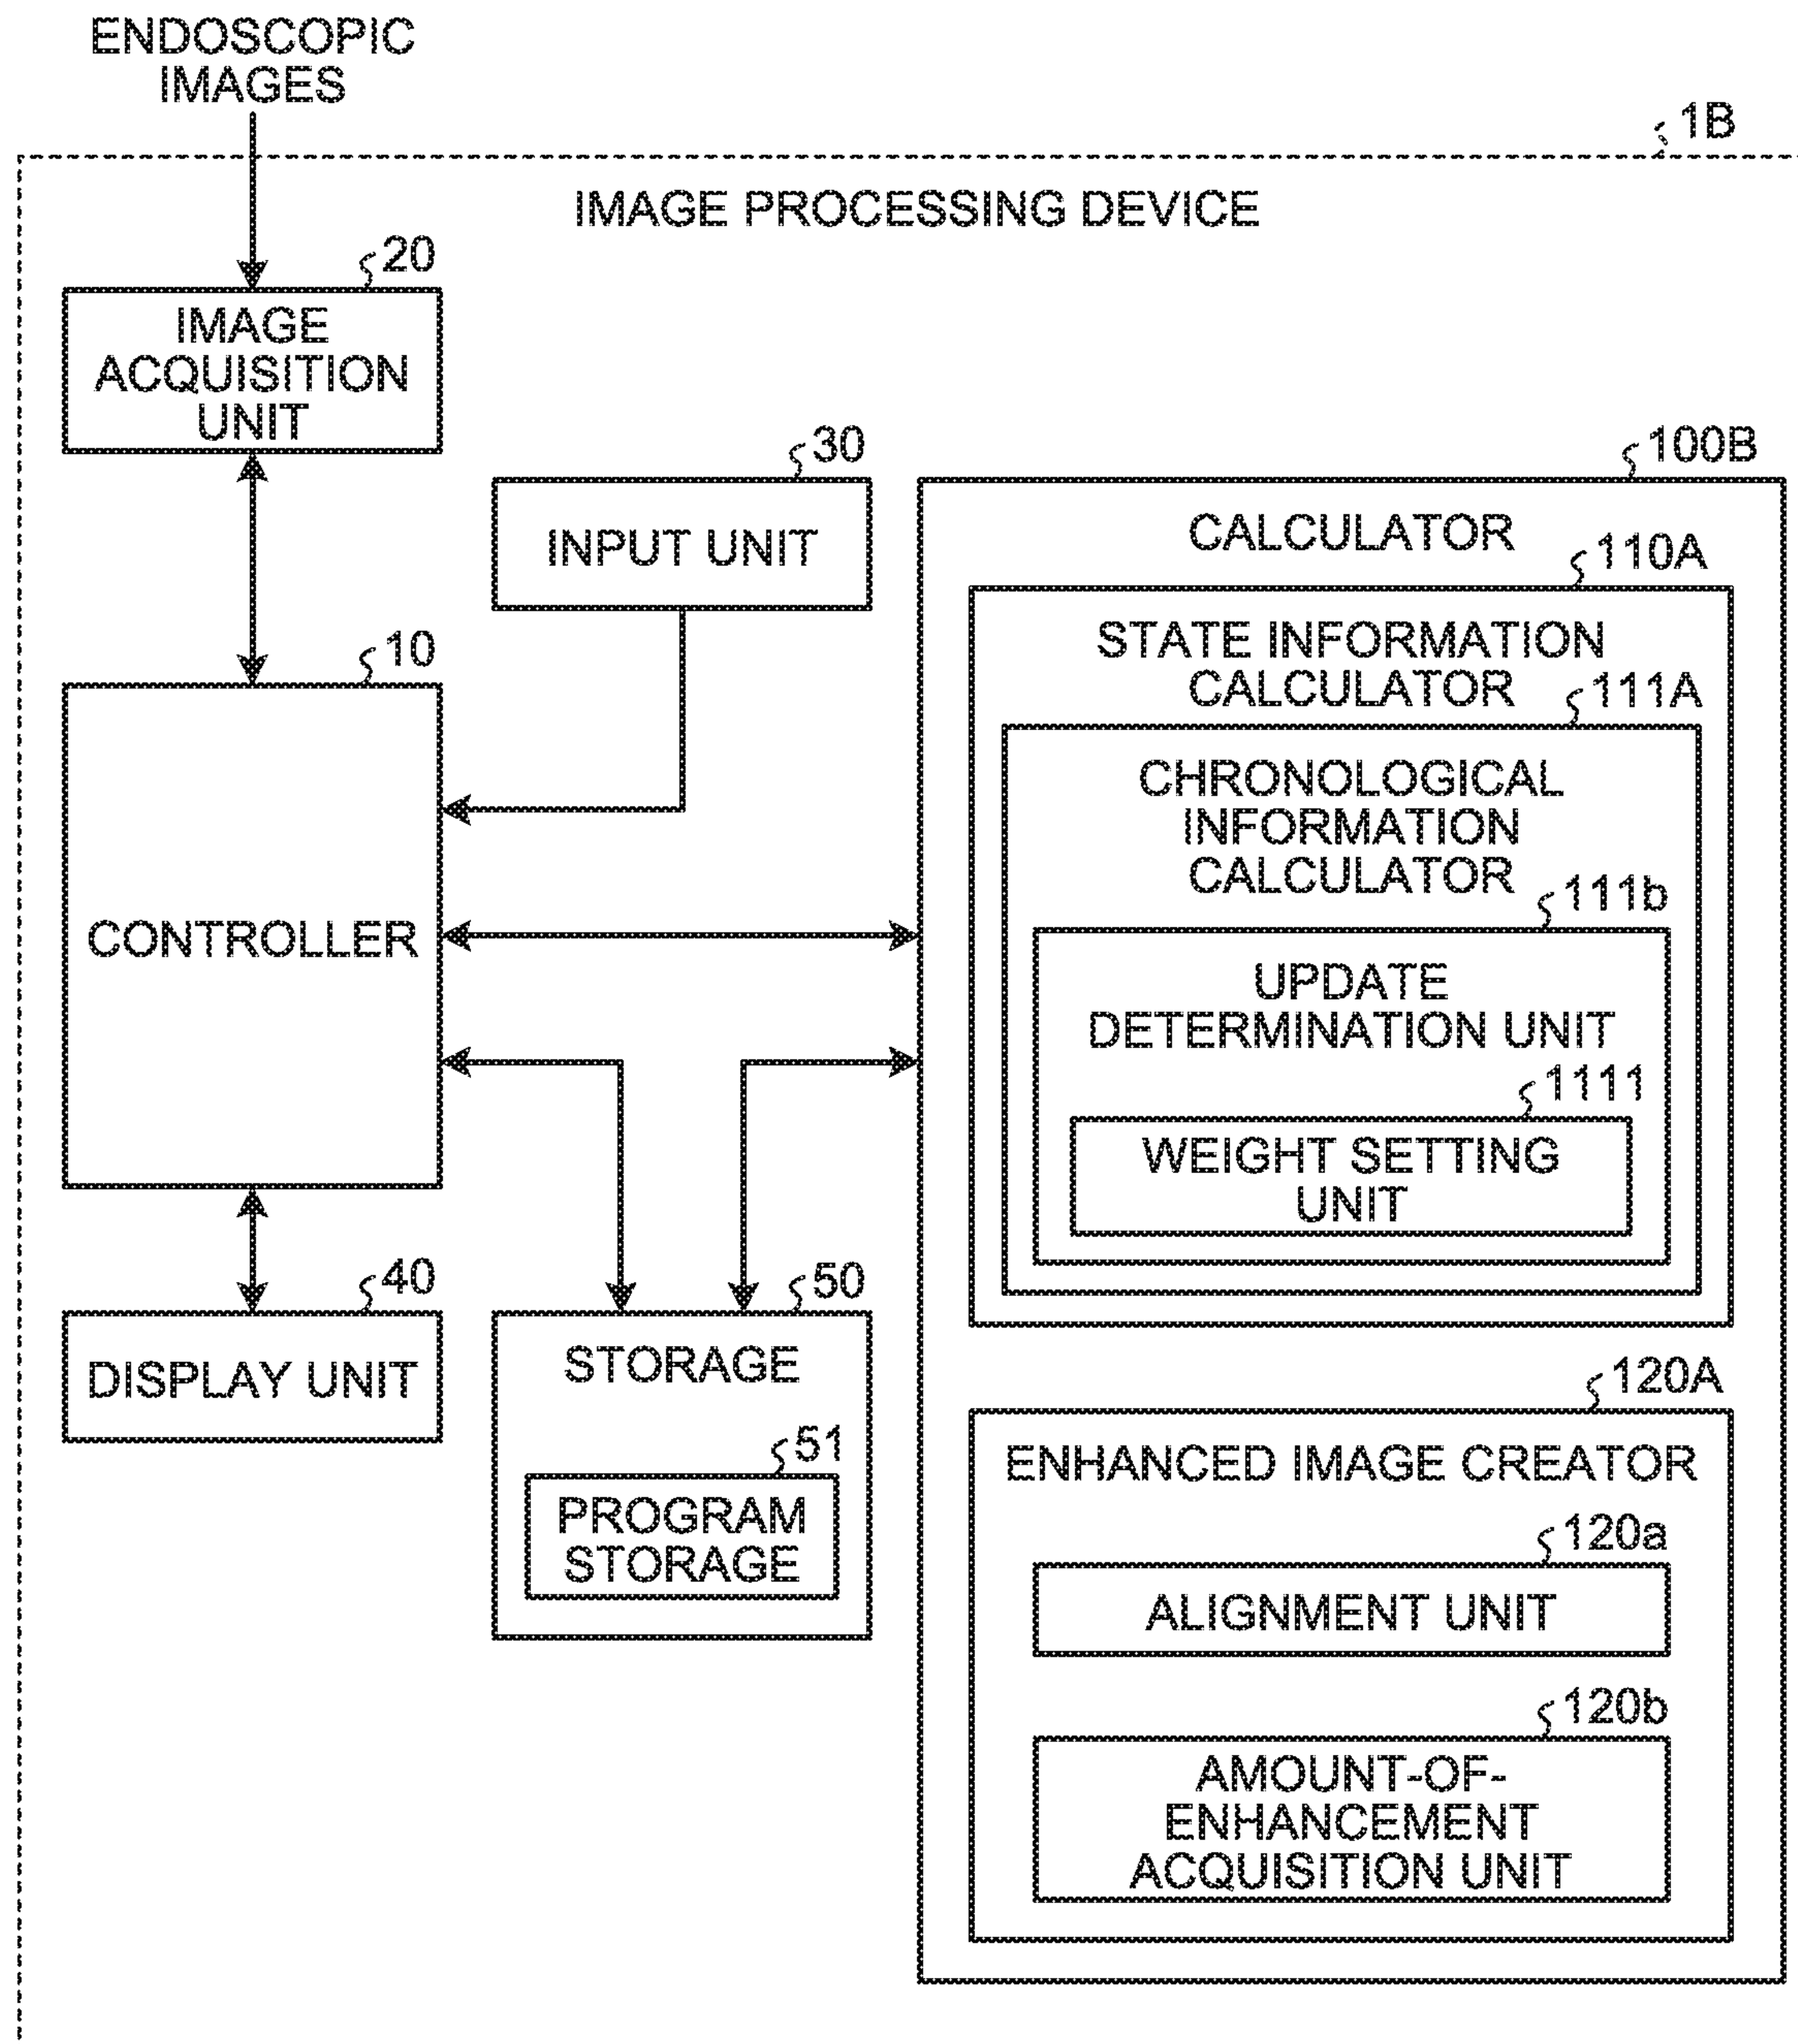 ENDOSCOPIC
IMAGES
1B
IMAGE PROCESSING DEVICE
20
IMAGE
ACQUISITION
UNIT
30
INPUT UNIT
10
CONTROLLER
40
DISPLAY UNIT
50
STORAGE
51
PROGRAM
STORAGE
100B
CALCULATOR
110A
STATE INFORMATION
CALCULATOR
111A
CHRONOLOGICAL
INFORMATION
CALCULATOR
111b
UPDATE
DETERMINATION UNIT
1111
WEIGHT SETTING
UNIT
120A
ENHANCED IMAGE CREATOR
120a
ALIGNMENT UNIT
120b
AMOUNT-OF-
ENHANCEMENT
ACQUISITION UNIT